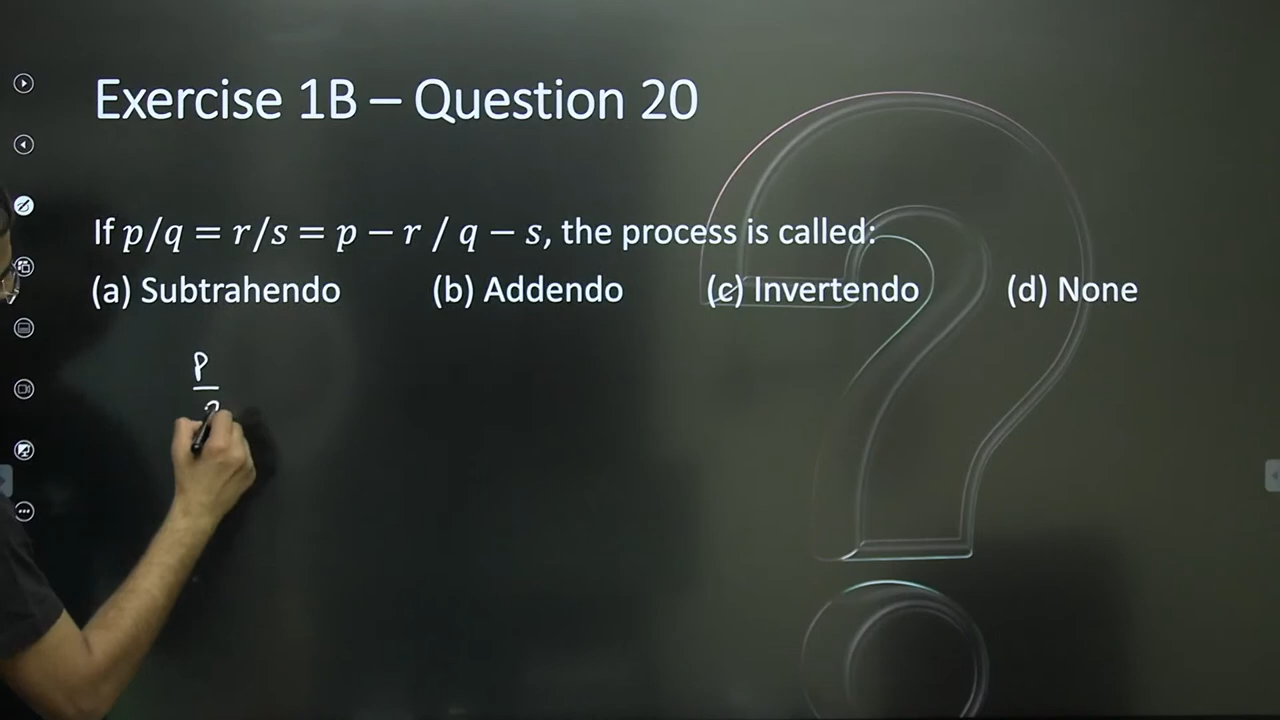 Exercise 1B – Question 20
If p/q = r/s = p − r / q − s, the process is called:
(a) Subtrahendo (b) Addendo (c) Invertendo (d) None
P